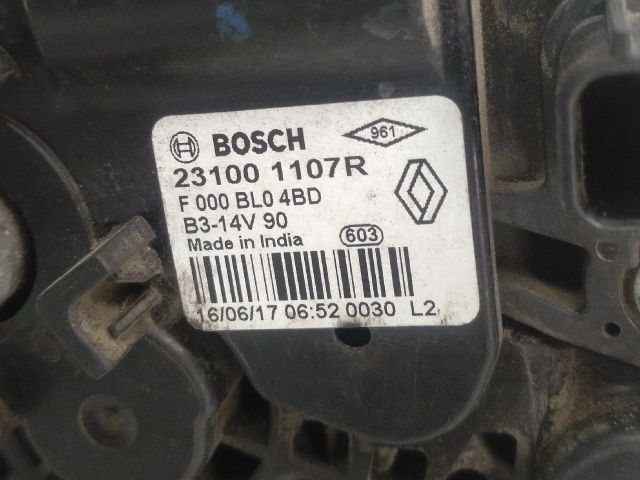 BOSCH
961
23100 1107R
F 000 BL0 4BD
B3-14V 90
Made in India
603
16/06/17 06:52 0030 L2